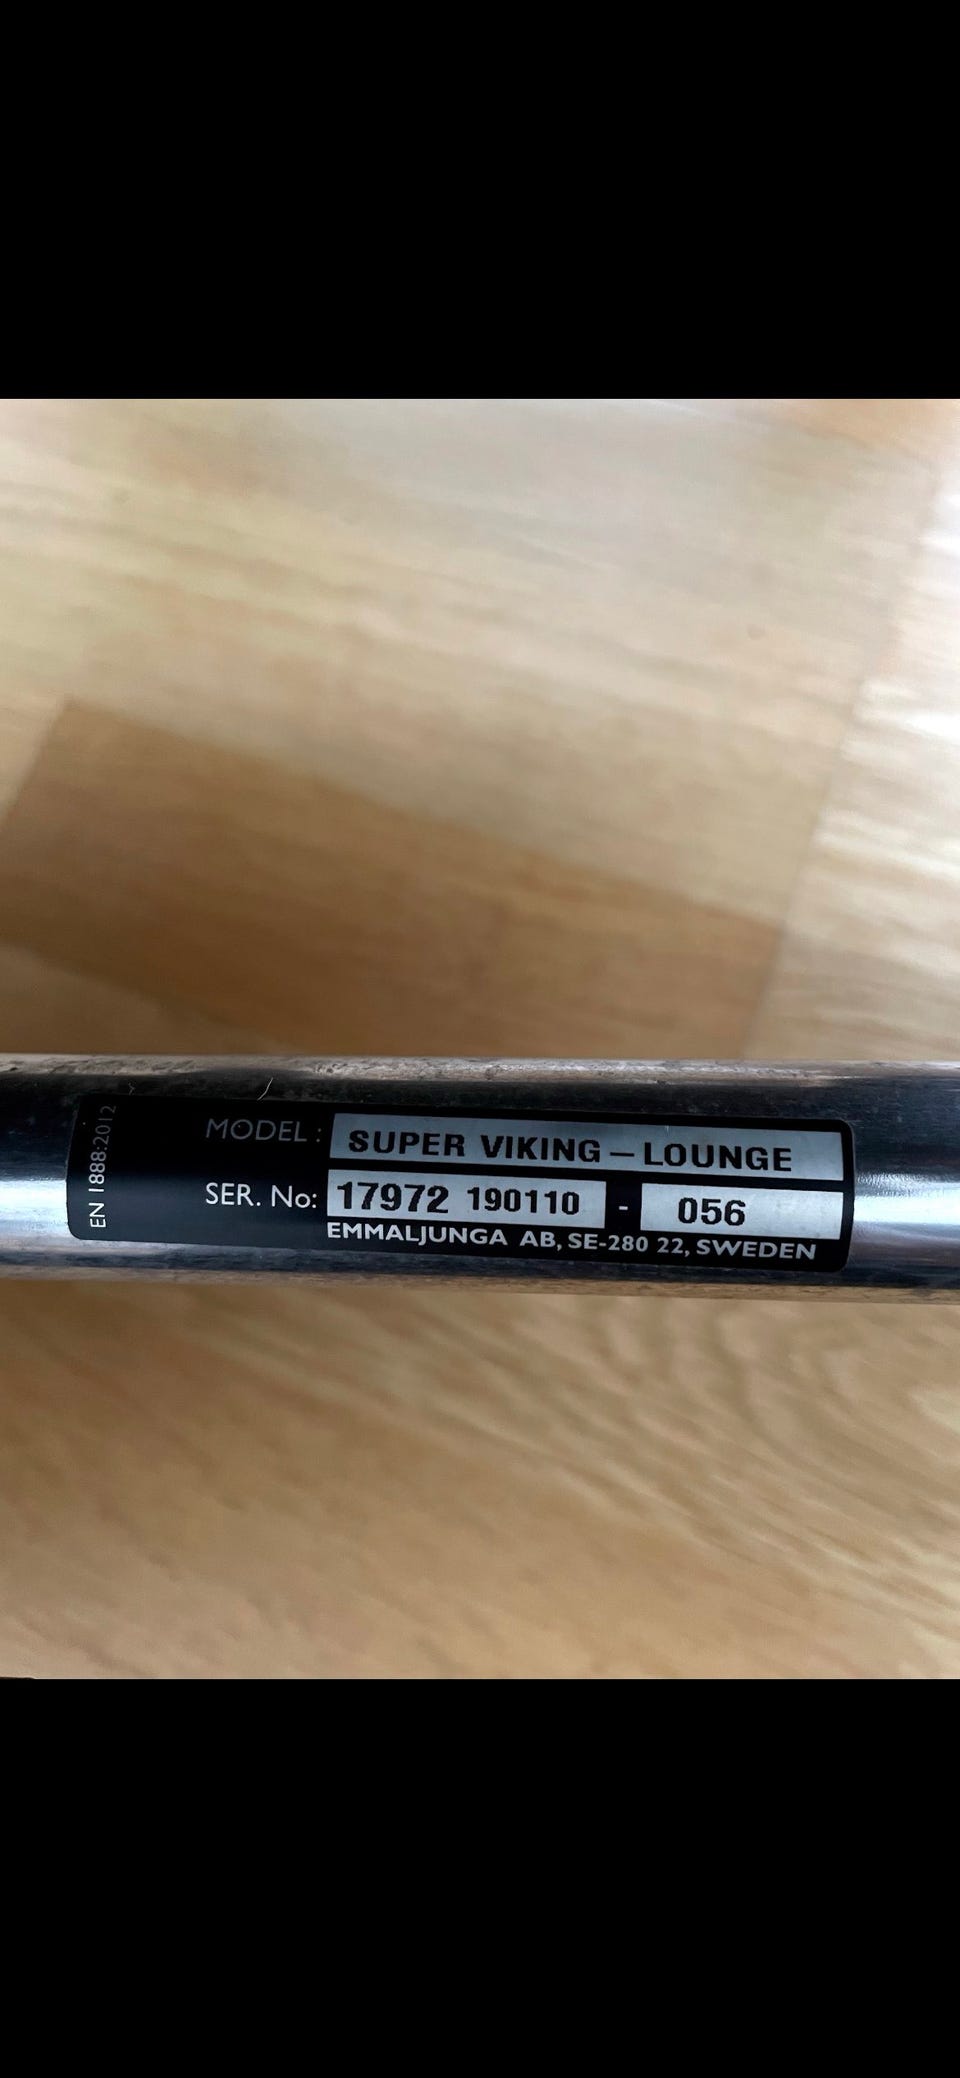 EN 1888:2012
MODEL : SUPER VIKING – LOUNGE
SER. No: 17972 190110 - 056
EMMALJUNGA AB, SE-280 22, SWEDEN